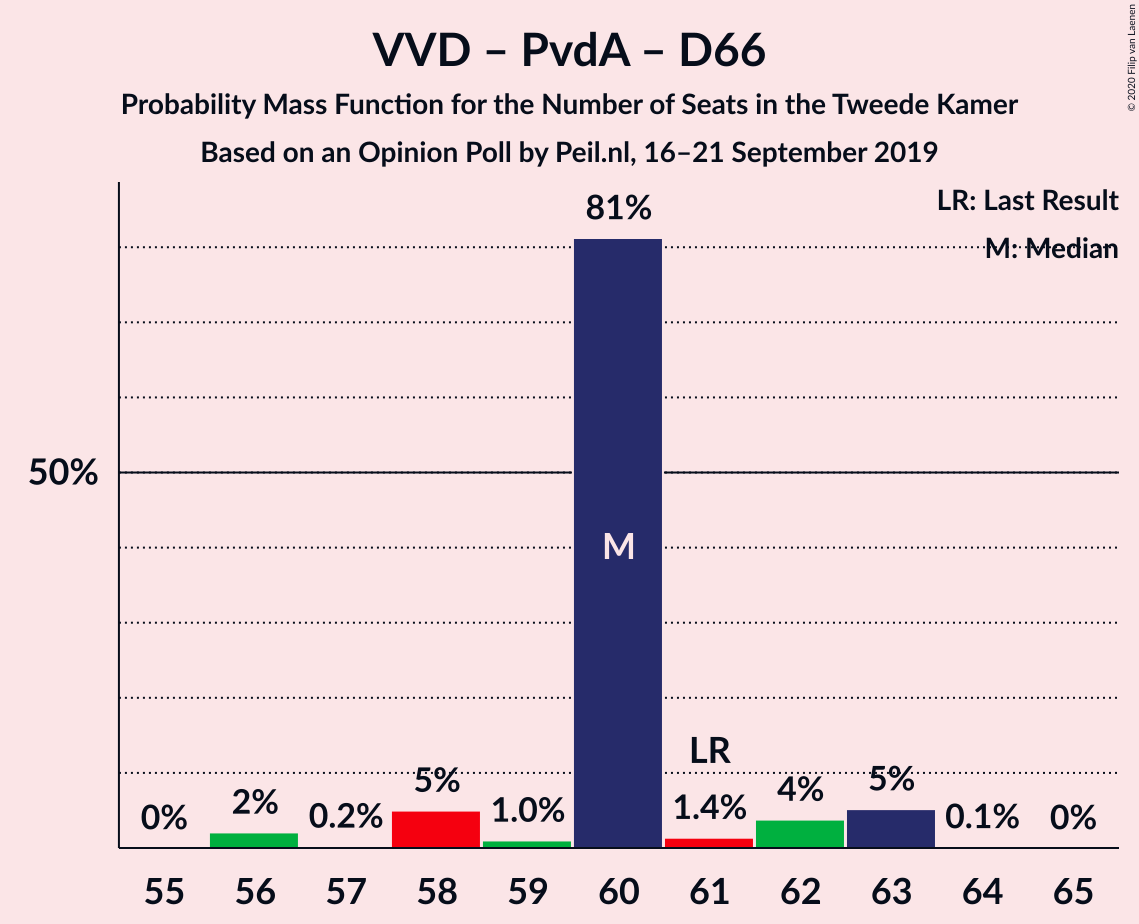 VVD – PvdA – D66
Probability Mass Function for the Number of Seats in the Tweede Kamer
Based on an Opinion Poll by Peil.nl, 16–21 September 2019
© 2020 Filip van Laenen
LR: Last Result
M: Median
50%
0%
2%
0.2%
5%
1.0%
81%
M
LR
1.4%
4%
5%
0.1%
0%
55 56 57 58 59 60 61 62 63 64 65